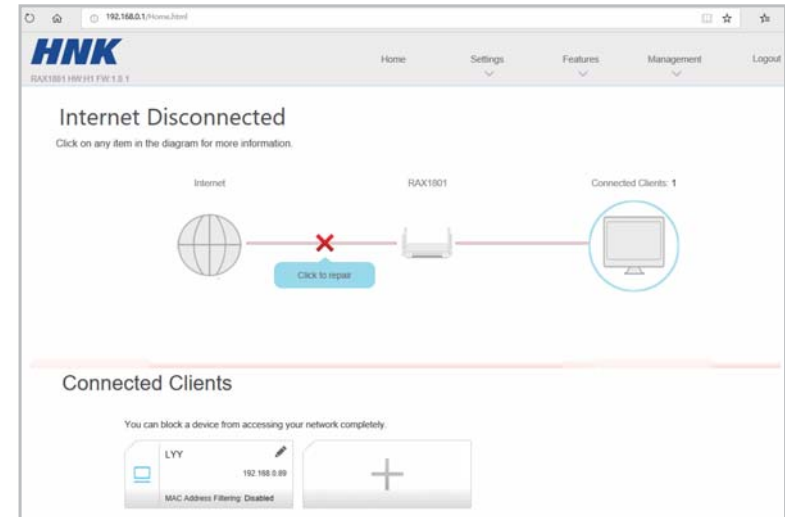 192.168.0.1/Home.html
HNK
Home Settings Features Management Logout
RAX1801 HW:H1 FW:1.0.1
Internet Disconnected
Click on any item in the diagram for more information.
Internet RAX1801 Connected Clients: 1
Click to repair
Connected Clients
You can block a device from accessing your network completely.
LYY
192.168.0.89
MAC Address Filtering: Disabled